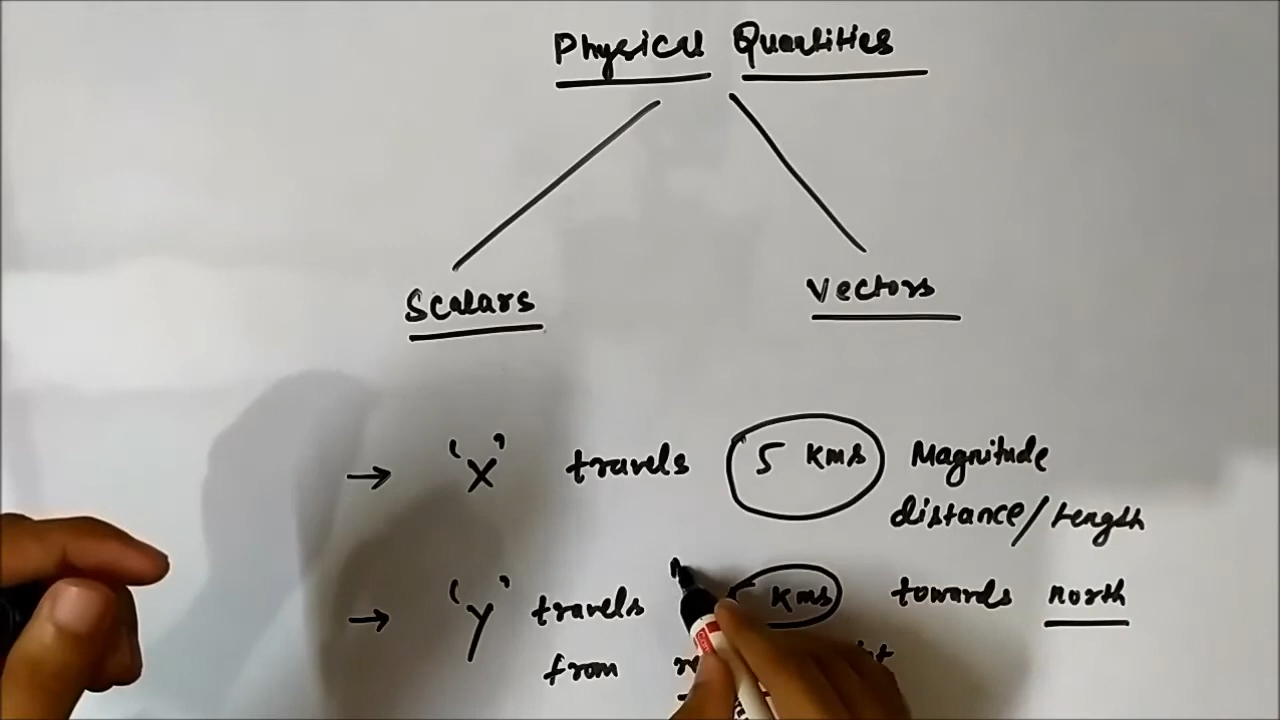 Physical Quantities
Scalars
Vectors
→ 'X' travels 5 kms Magnitude
distance/Length
→ 'Y' travels kms towards north
from